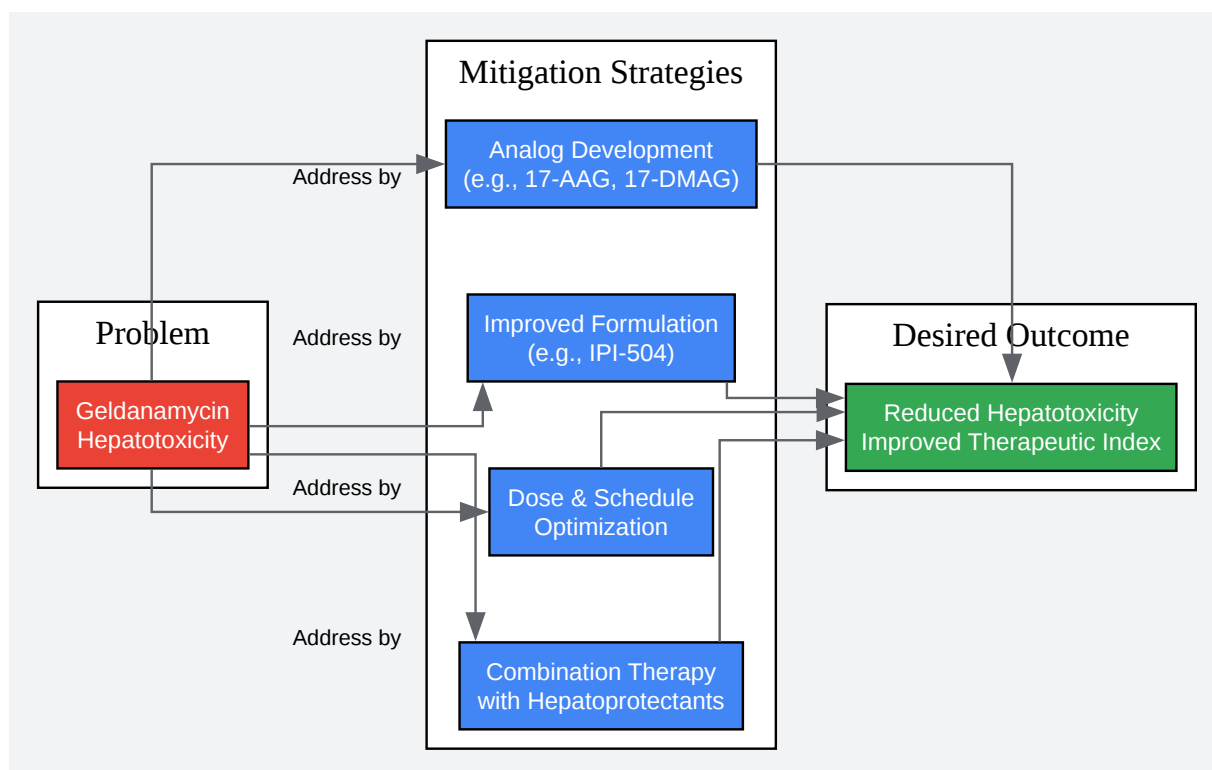 Mitigation Strategies
Analog Development
(e.g., 17-AAG, 17-DMAG)
Address by
Problem
Geldanamycin
Hepatotoxicity
Address by
Improved Formulation
(e.g., IPI-504)
Address by
Dose & Schedule
Optimization
Address by
Combination Therapy
with Hepatoprotectants
Desired Outcome
Reduced Hepatotoxicity
Improved Therapeutic Index